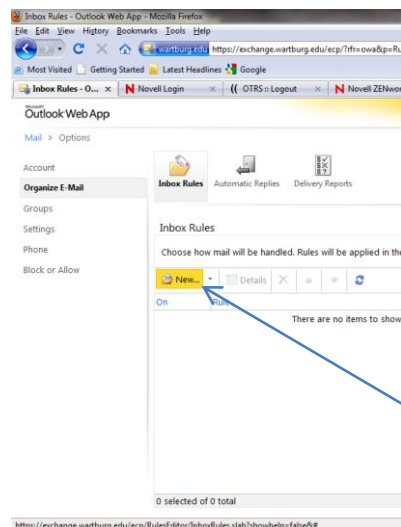 Inbox Rules - Outlook Web App - Mozilla Firefox
File Edit View History Bookmarks Tools Help
wartburg.edu https://exchange.wartburg.edu/ecp/?rfr=owa&p=Ru
Most Visited Getting Started Latest Headlines Google
Inbox Rules - O... × N Novell Login × (( OTRS :: Logout × N Novell ZENwor
Microsoft
Outlook Web App
Mail > Options
Account
Organize E-Mail
Groups
Settings
Phone
Block or Allow
Inbox Rules Automatic Replies Delivery Reports
Inbox Rules
Choose how mail will be handled. Rules will be applied in the
New... Details
On Rule
There are no items to show
0 selected of 0 total
https://exchange.wartburg.edu/ecp/RulesEditor/InboxRules.slab?showhelp=false&#